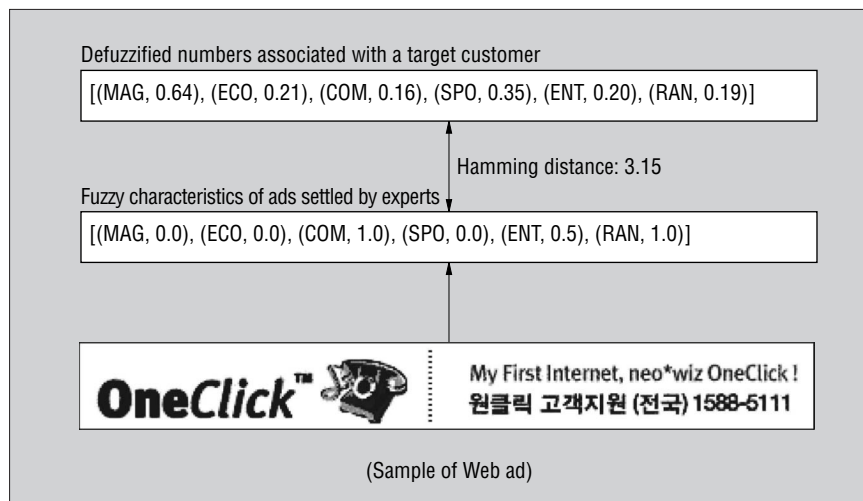 Defuzzified numbers associated with a target customer
[(MAG, 0.64), (ECO, 0.21), (COM, 0.16), (SPO, 0.35), (ENT, 0.20), (RAN, 0.19)]
Hamming distance: 3.15
Fuzzy characteristics of ads settled by experts
[(MAG, 0.0), (ECO, 0.0), (COM, 1.0), (SPO, 0.0), (ENT, 0.5), (RAN, 1.0)]
OneClick™
My First Internet, neo*wiz OneClick !
원클릭 고객지원 (전국) 1588-5111
(Sample of Web ad)